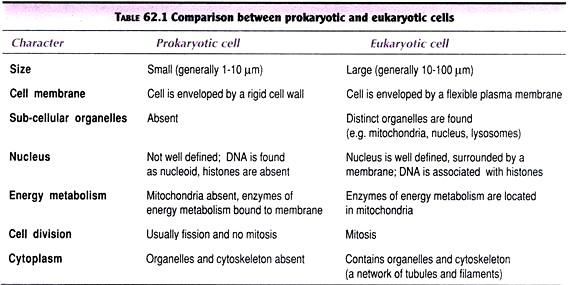 TABLE 62.1 Comparison between prokaryotic and eukaryotic cells
Character Prokaryotic cell Eukaryotic cell
Size Small (generally 1-10 μm) Large (generally 10-100 μm)
Cell membrane Cell is enveloped by a rigid cell wall Cell is enveloped by a flexible plasma membrane
Sub-cellular organelles Absent Distinct organelles are found
(e.g. mitochondria, nucleus, lysosomes)
Nucleus Not well defined; DNA is found Nucleus is well defined, surrounded by a
as nucleoid, histones are absent membrane; DNA is associated with histones
Energy metabolism Mitochondria absent, enzymes of Enzymes of energy metabolism are located
energy metabolism bound to membrane in mitochondria
Cell division Usually fission and no mitosis Mitosis
Cytoplasm Organelles and cytoskeleton absent Contains organelles and cytoskeleton
(a network of tubules and filaments)